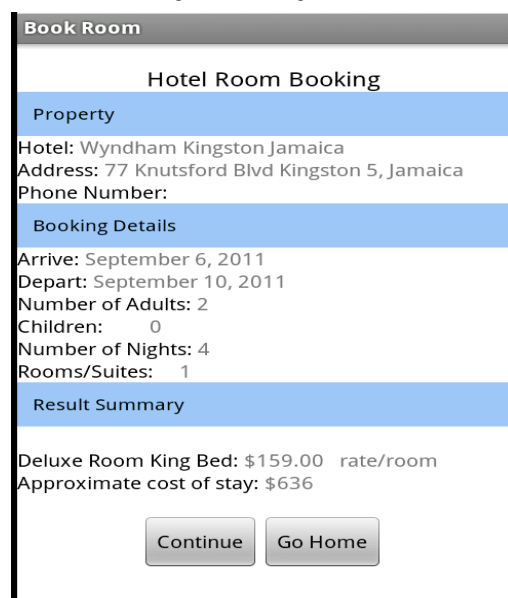 Book Room
Hotel Room Booking
Property
Hotel: Wyndham Kingston Jamaica
Address: 77 Knutsford Blvd Kingston 5, Jamaica
Phone Number:
Booking Details
Arrive: September 6, 2011
Depart: September 10, 2011
Number of Adults: 2
Children: 0
Number of Nights: 4
Rooms/Suites: 1
Result Summary
Deluxe Room King Bed: $159.00 rate/room
Approximate cost of stay: $636
Continue Go Home